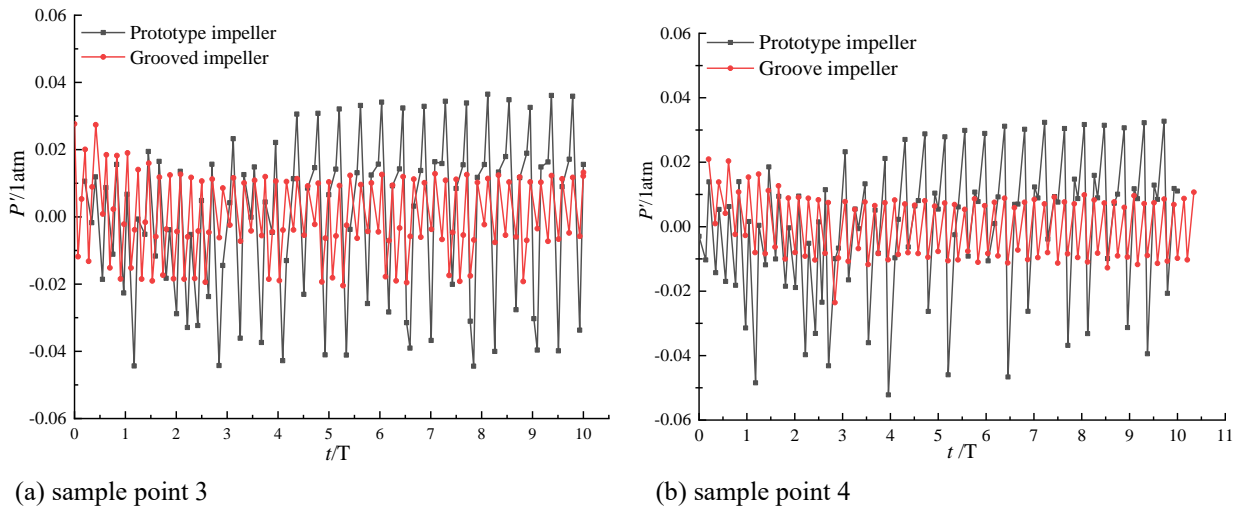 0.06
0.04
0.02
0.00
-0.02
-0.04
-0.06
P'/1atm
Prototype impeller
Grooved impeller
0 1 2 3 4 5 6 7 8 9 10
t/T
(a) sample point 3
0.06
0.04
0.02
0.00
-0.02
-0.04
-0.06
P'/1atm
Prototype impeller
Groove impeller
0 1 2 3 4 5 6 7 8 9 10 11
t /T
(b) sample point 4